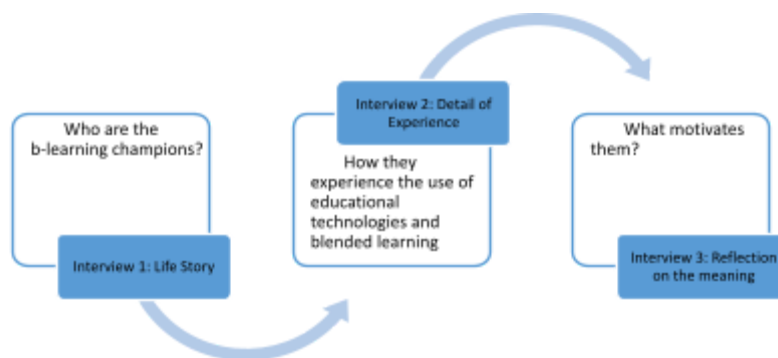 Who are the
b-learning champions?
Interview 1: Life Story
Interview 2: Detail of
Experience
How they
experience the use of
educational
technologies and
blended learning
What motivates
them?
Interview 3: Reflection
on the meaning